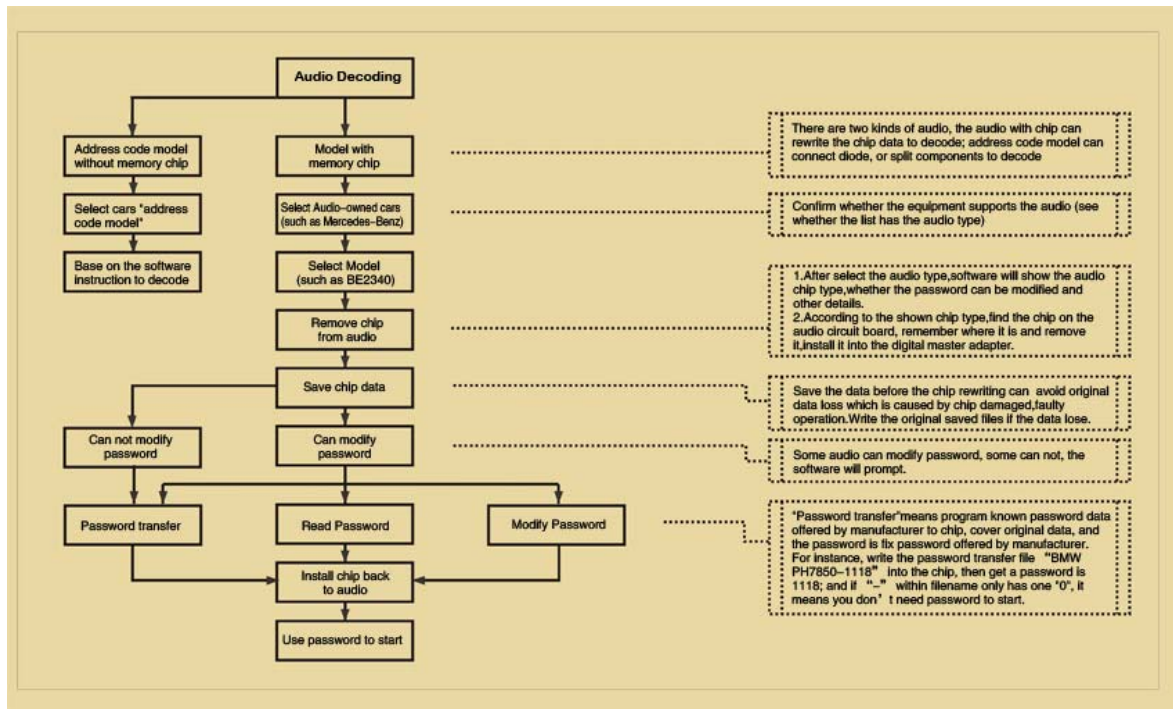 Audio Decoding
Address code model
without memory chip
Model with
memory chip
There are two kinds of audio, the audio with chip can
rewrite the chip data to decode; address code model can
connect diode, or split components to decode
Select cars "address
code model"
Select Audio-owned cars
(such as Mercedes-Benz)
Confirm whether the equipment supports the audio (see
whether the list has the audio type)
Base on the software
instruction to decode
Select Model
(such as BE2340)
1.After select the audio type,software will show the audio
chip type,whether the password can be modified and
other details.
2.According to the shown chip type,find the chip on the
audio circuit board, remember where it is and remove
it,install it into the digital master adapter.
Remove chip
from audio
Save chip data
Save the data before the chip rewriting can avoid original
data loss which is caused by chip damaged,faulty
operation.Write the original saved files if the data lose.
Can not modify
password
Can modify
password
Some audio can modify password, some can not, the
software will prompt.
Password transfer
Read Password
Modify Password
"Password transfer"means program known password data
offered by manufacturer to chip, cover original data, and
the password is fix password offered by manufacturer.
For instance, write the password transfer file “BMW
PH7850-1118” into the chip, then get a password is
1118; and if “-” within filename only has one "0", it
means you don’t need password to start.
Install chip back
to audio
Use password to start